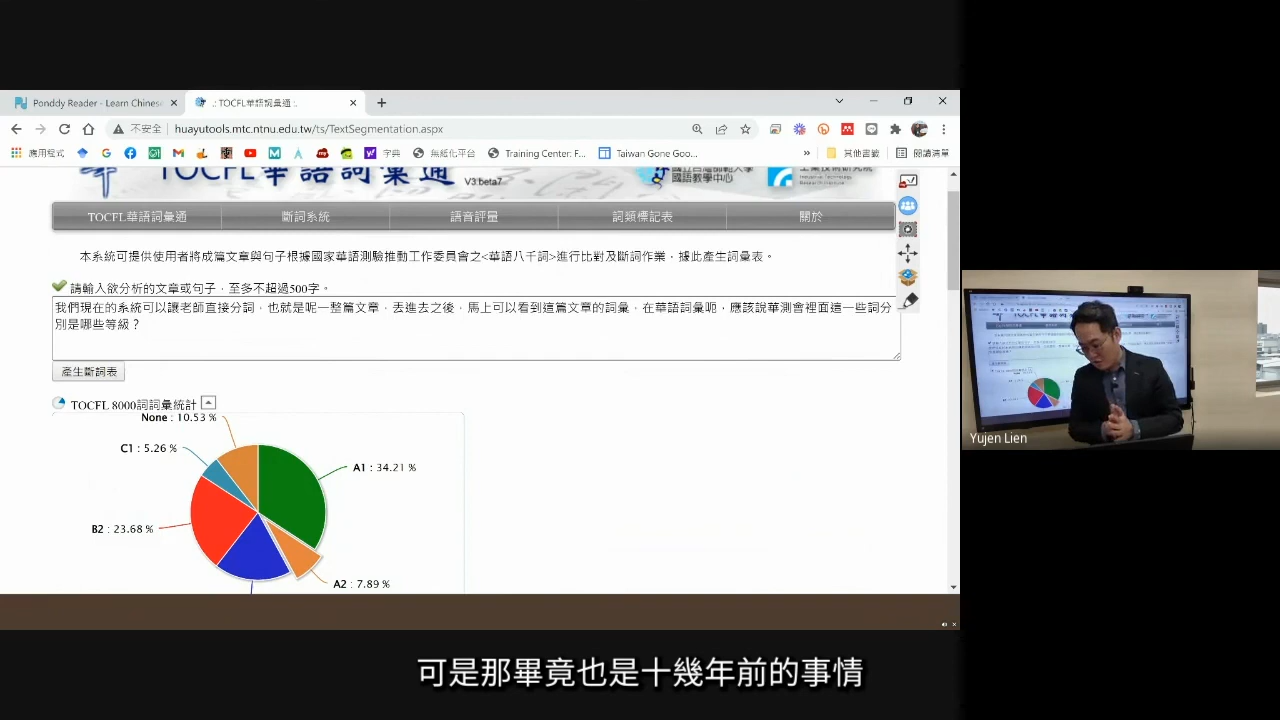 Ponddy Reader - Learn Chinese
.: TOCFL華語詞彙通 :.
不安全
huayutools.mtc.ntnu.edu.tw/ts/TextSegmentation.aspx
應用程式
字典
無紙化平台
Training Center: F...
Taiwan Gone Goo...
»
其他書籤
閱讀清單
TOCFL華語詞彙通 V3:beta7
國語教學中心
TOCFL華語詞彙通
斷詞系統
語音評量
詞類標記表
關於
本系統可提供使用者將成篇文章與句子根據國家華語測驗推動工作委員會之<華語八千詞>進行比對及斷詞作業，據此產生詞彙表。
請輸入欲分析的文章或句子，至多不超過500字。
我們現在的系統可以讓老師直接分詞，也就是呢一整篇文章，丟進去之後，馬上可以看到這篇文章的詞彙，在華語詞彙呃，應該說華測會裡面這一些詞分
別是哪些等級？
產生斷詞表
TOCFL 8000詞詞彙統計
None : 10.53 %
C1 : 5.26 %
A1 : 34.21 %
B2 : 23.68 %
A2 : 7.89 %
Yujen Lien
可是那畢竟也是十幾年前的事情